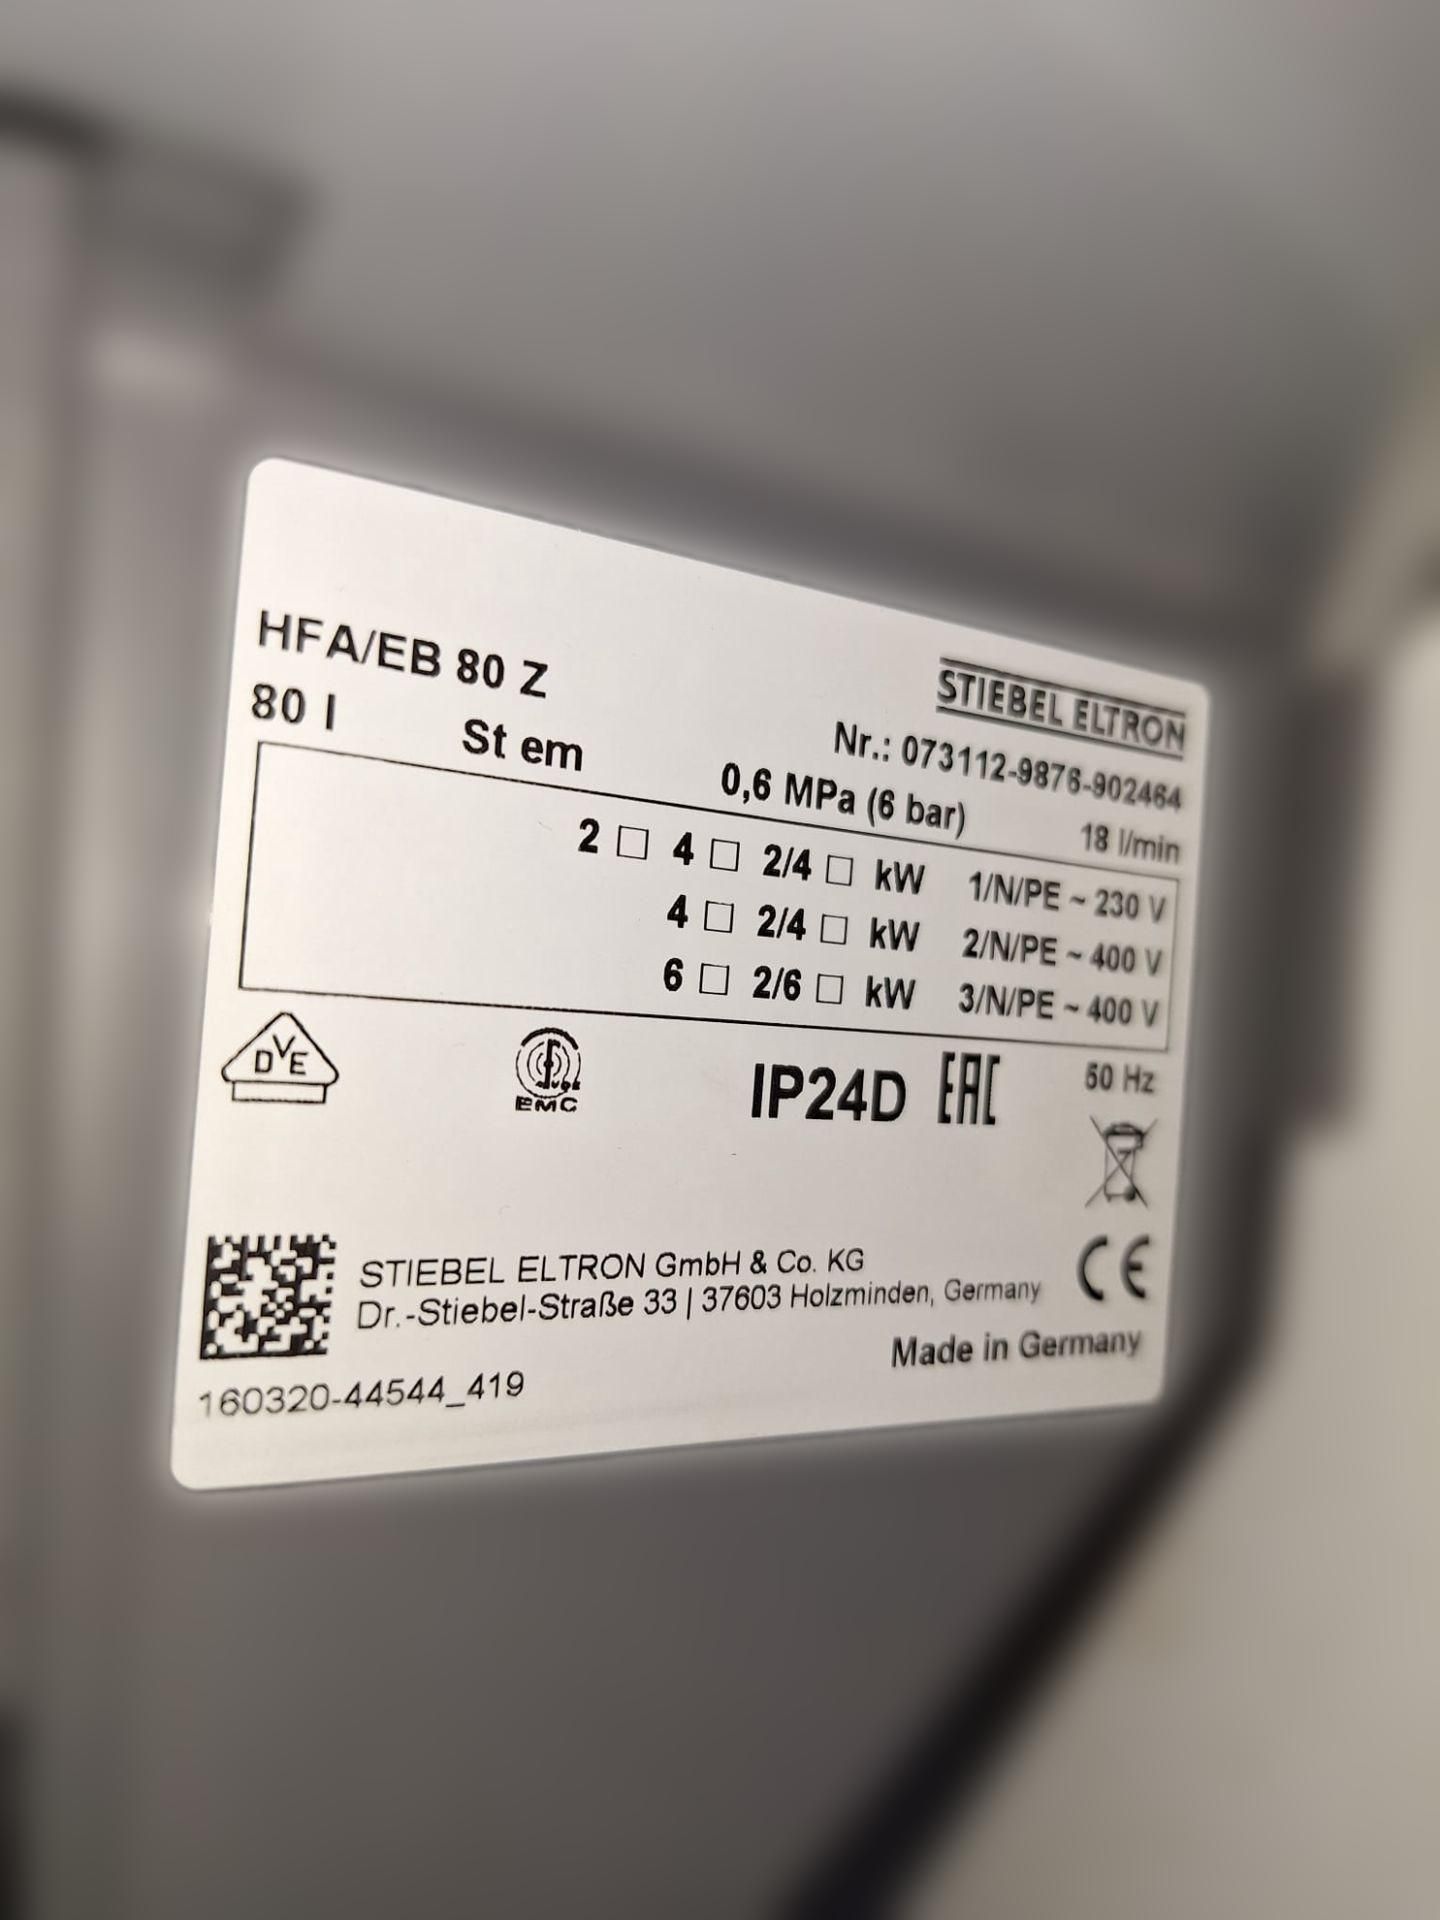 HFA/EB 80 Z
STIEBEL ELTRON
Nr.: 073112-9876-902464
80 l St em 0,6 MPa (6 bar) 18 l/min
2 □ 4 □ 2/4 □ kW 1/N/PE ~ 230 V
4 □ 2/4 □ kW 2/N/PE ~ 400 V
6 □ 2/6 □ kW 3/N/PE ~ 400 V
DVE
EMC
IP24D
EAC
50 Hz
CE
STIEBEL ELTRON GmbH & Co. KG
Dr.-Stiebel-Straße 33 | 37603 Holzminden, Germany
Made in Germany
160320-44544_419